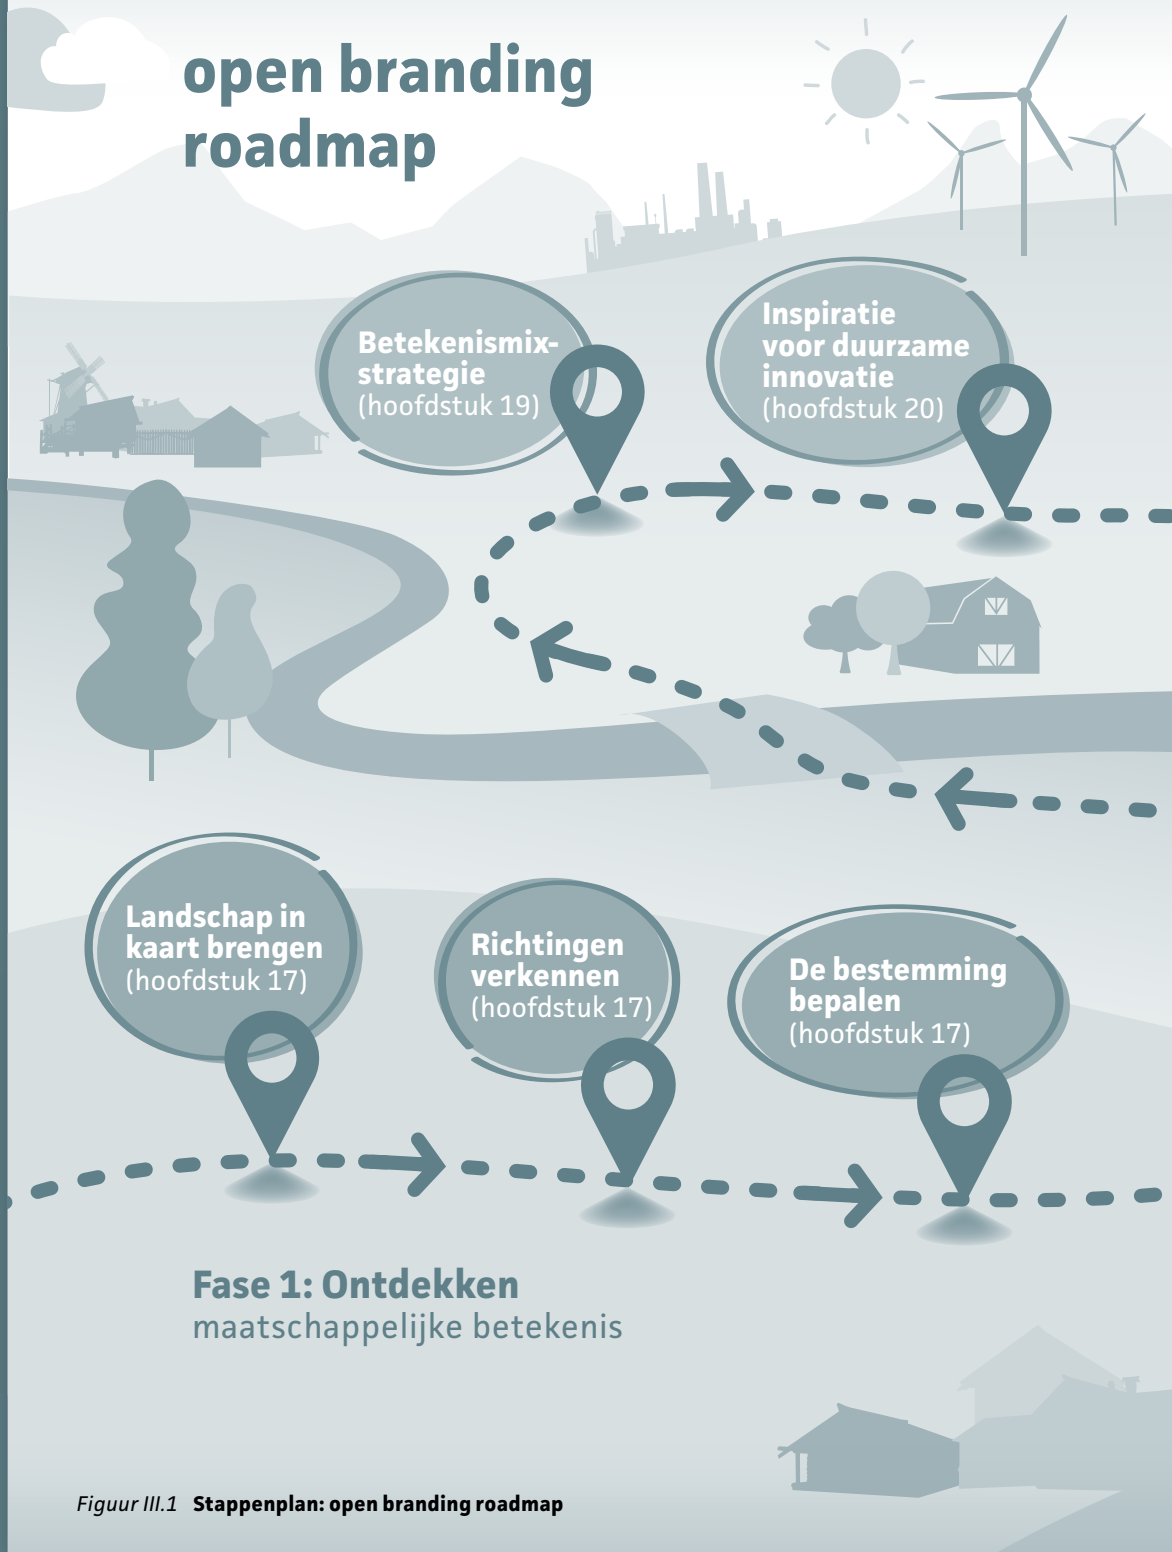 open branding
roadmap
Betekenismix-
strategie
(hoofdstuk 19)
Inspiratie
voor duurzame
innovatie
(hoofdstuk 20)
Landschap in
kaart brengen
(hoofdstuk 17)
Richtingen
verkennen
(hoofdstuk 17)
De bestemming
bepalen
(hoofdstuk 17)
Fase 1: Ontdekken
maatschappelijke betekenis
Figuur III.1 Stappenplan: open branding roadmap